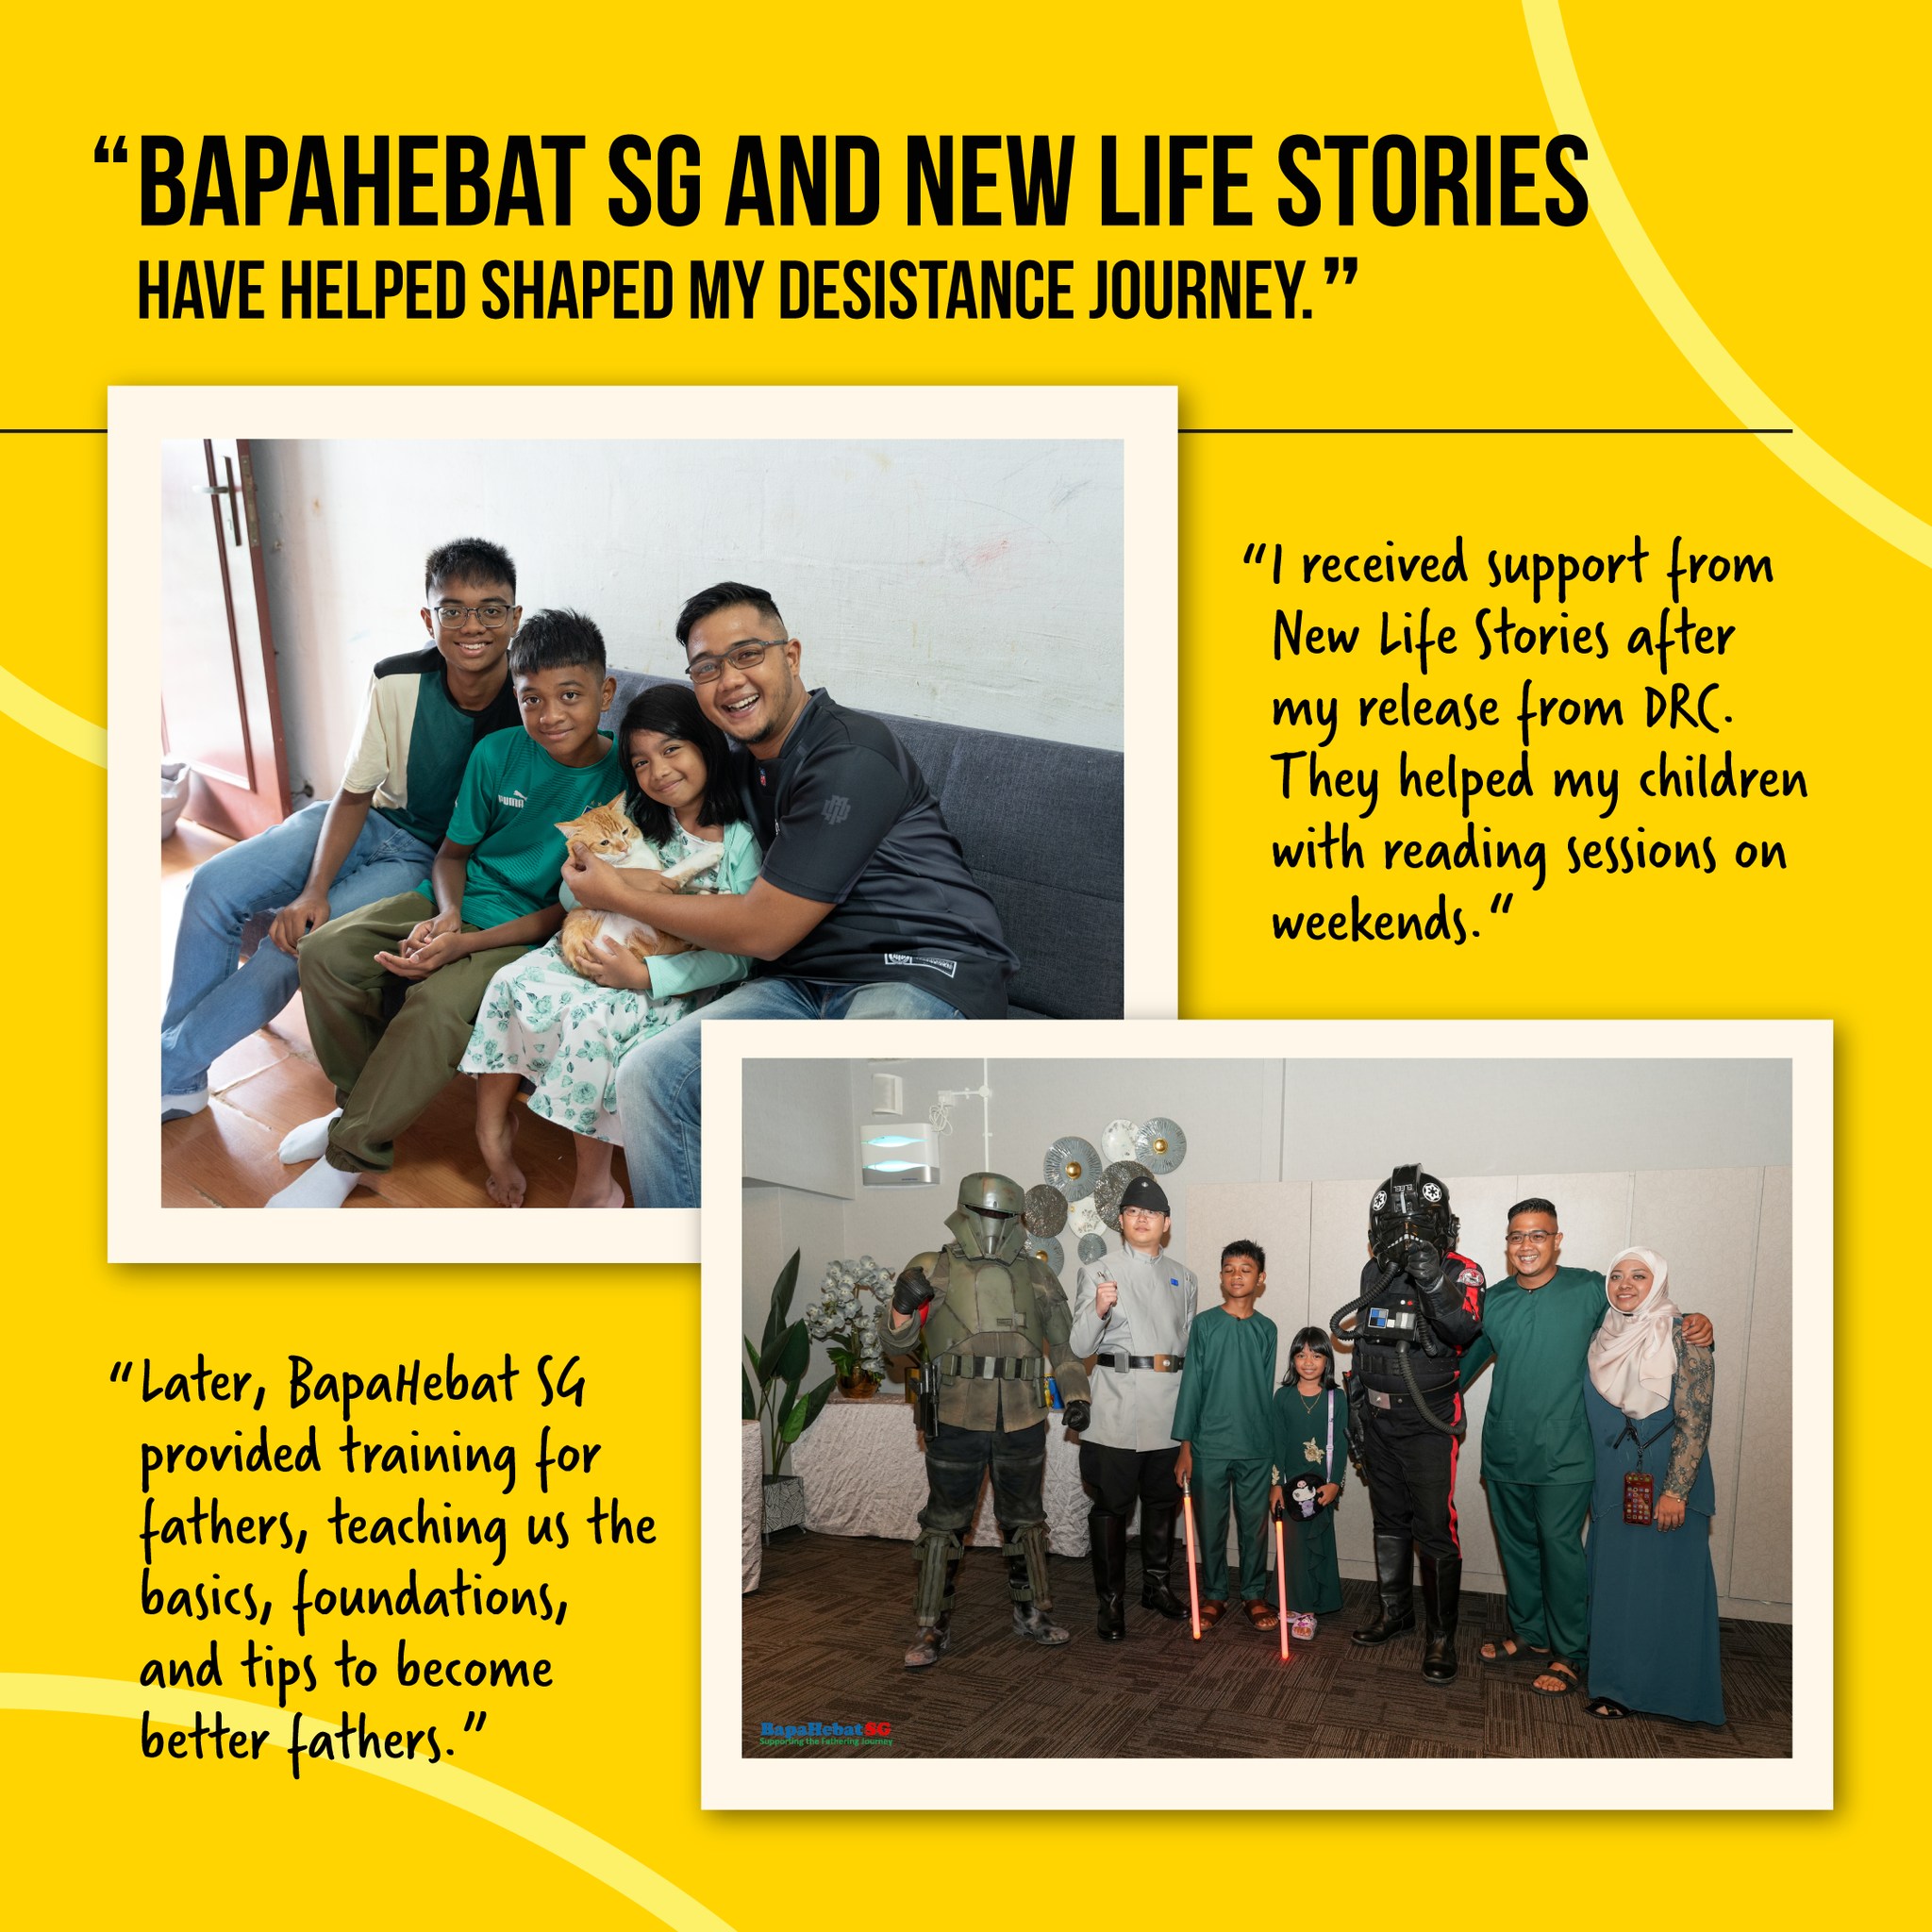 “BAPAHEBAT SG AND NEW LIFE STORIES
HAVE HELPED SHAPED MY DESISTANCE JOURNEY.”
“I received support from
New Life Stories after
my release from DRC.
They helped my children
with reading sessions on
weekends.“
PUMA
“Later, BapaHebat SG
provided training for
fathers, teaching us the
basics, foundations,
and tips to become
better fathers.”
BapaHebat SG
Supporting the Fathering Journey